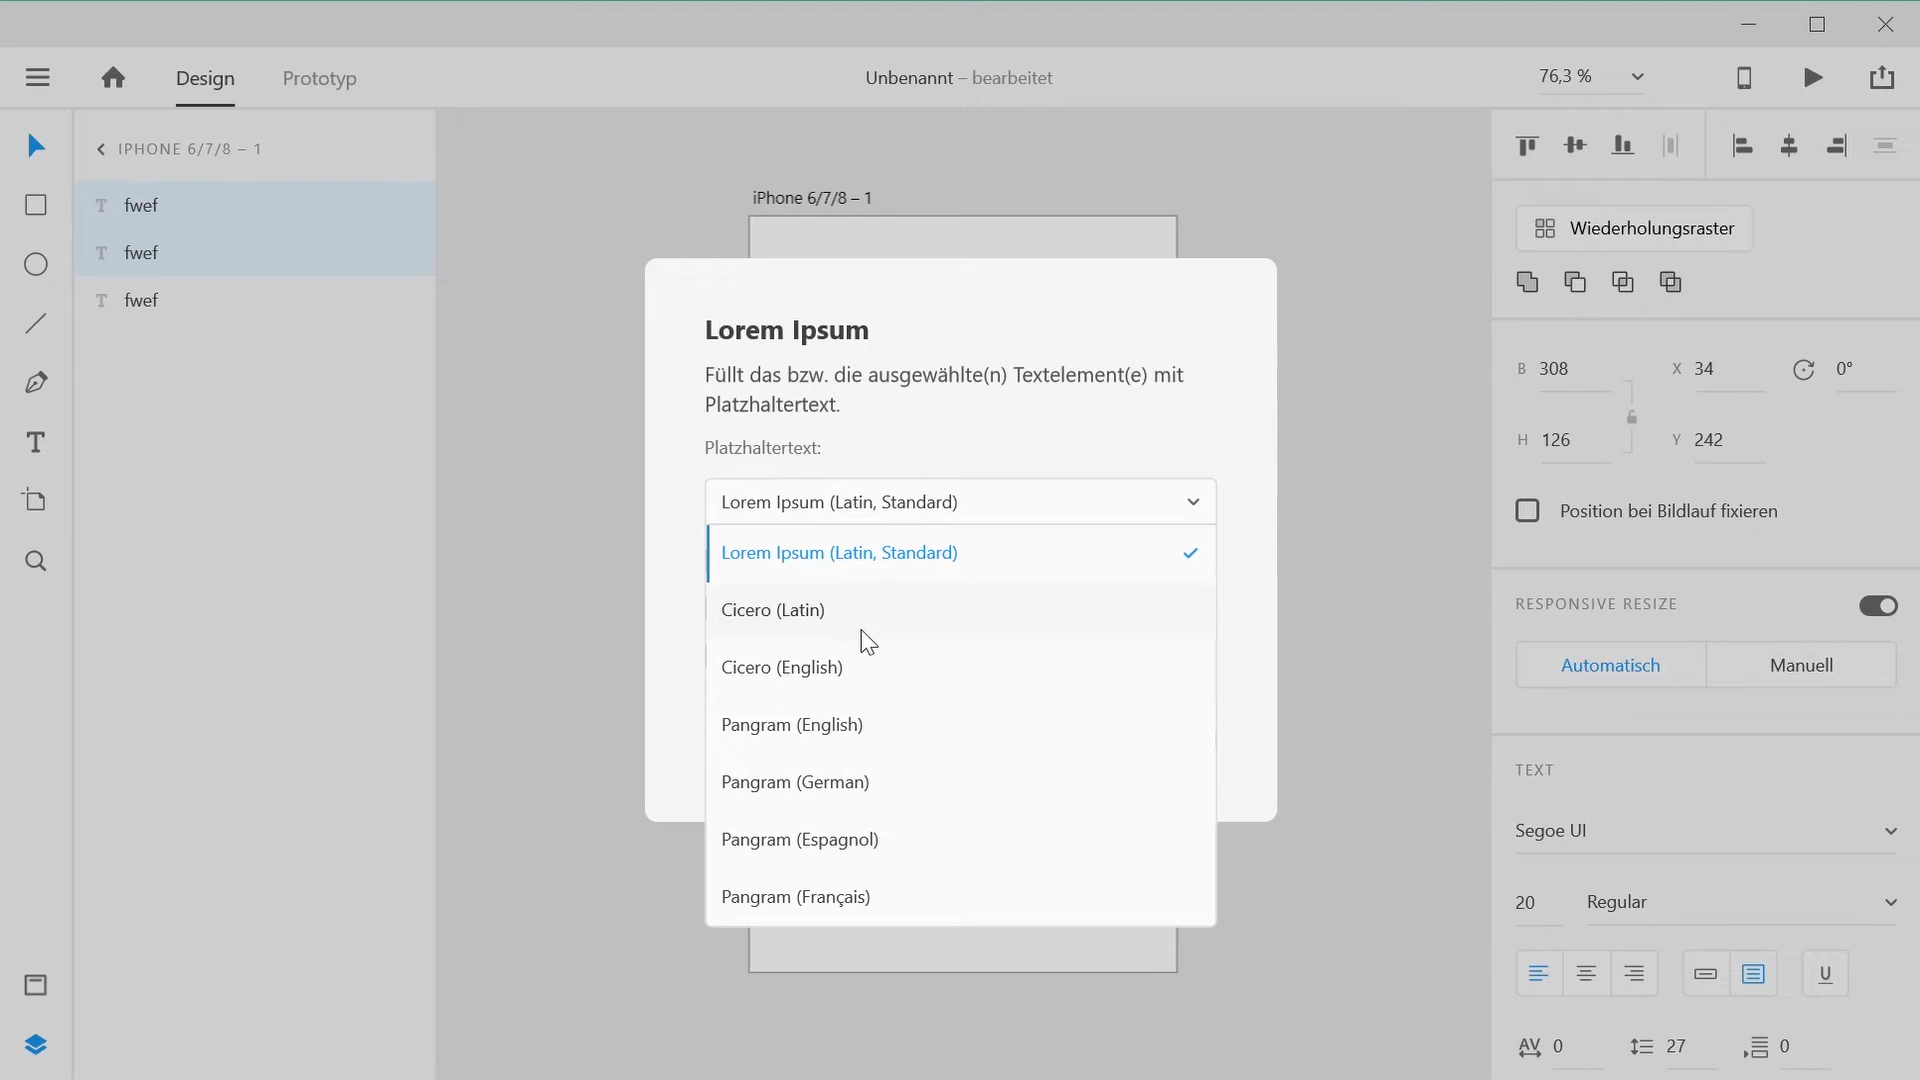 Design
Prototyp
Unbenannt – bearbeitet
76,3 %
IPHONE 6/7/8 – 1
T fwef
T fwef
T fwef
iPhone 6/7/8 – 1
Lorem Ipsum
Füllt das bzw. die ausgewählte(n) Textelement(e) mit
Platzhaltertext.
Platzhaltertext:
Lorem Ipsum (Latin, Standard)
Lorem Ipsum (Latin, Standard)
Cicero (Latin)
Cicero (English)
Pangram (English)
Pangram (German)
Pangram (Espagnol)
Pangram (Français)
Wiederholungsraster
B 308
X 34
0°
H 126
Y 242
Position bei Bildlauf fixieren
RESPONSIVE RESIZE
Automatisch
Manuell
TEXT
Segoe UI
20
Regular
U
AV 0
27
0